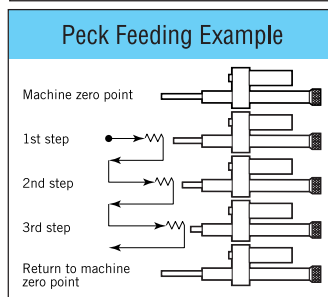 Peck Feeding Example
Machine zero point
1st step
2nd step
3rd step
Return to machine
zero point